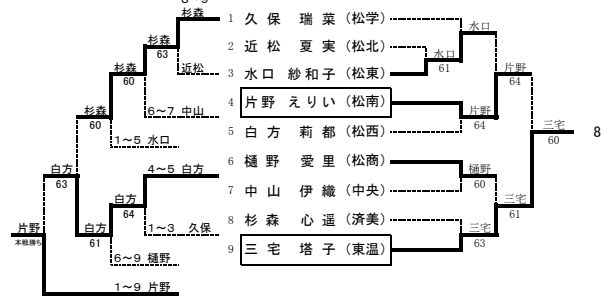 杉森 1 久保 瑞菜 (松学)
水口
杉森 63 2 近松 夏実 (松北) 水口 片野
近松 61 64
杉森 60 3 水口 紗和子 (松東)
6~7 中山 4 片野 えりい (松南) 片野 64
杉森 60 5 白方 莉都 (松西) 三宅 60 8
1~5 水口
白方 63 4~5 白方 6 樋野 愛里 (松商) 樋野 60
白方 64 7 中山 伊織 (中央) 三宅 61
片野 本戦勝ち 白方 61 1~3 久保 8 杉森 心遥 (済美) 三宅 63
6~9 樋野 9 三宅 塔子 (東温)
1~9 片野